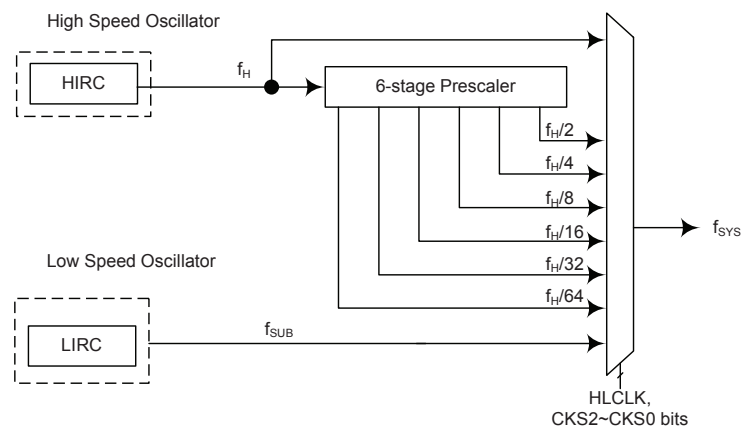 High Speed Oscillator
HIRC
fH
6-stage Prescaler
fH/2
fH/4
fH/8
fH/16
fH/32
fH/64
fSYS
Low Speed Oscillator
LIRC
fSUB
HLCLK,
CKS2~CKS0 bits